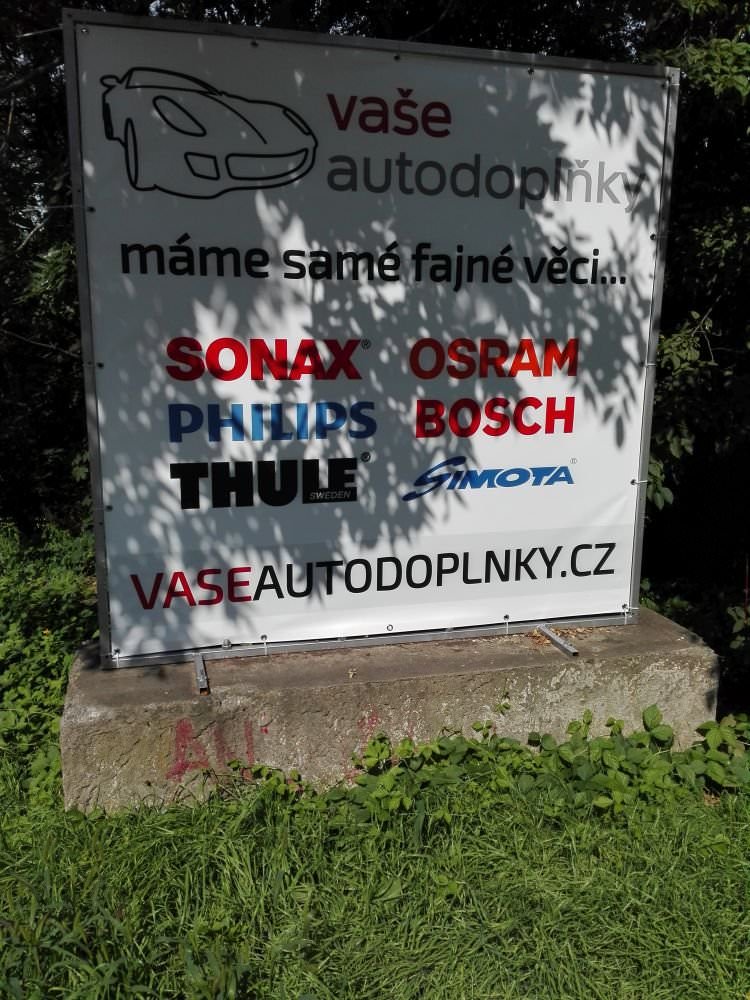 vaše
autodoplňky
máme samé fajné věci...
SONAX® OSRAM
PHILIPS BOSCH
THULE® SWEDEN SIMOTA®
VASEAUTODOPLNKY.CZ